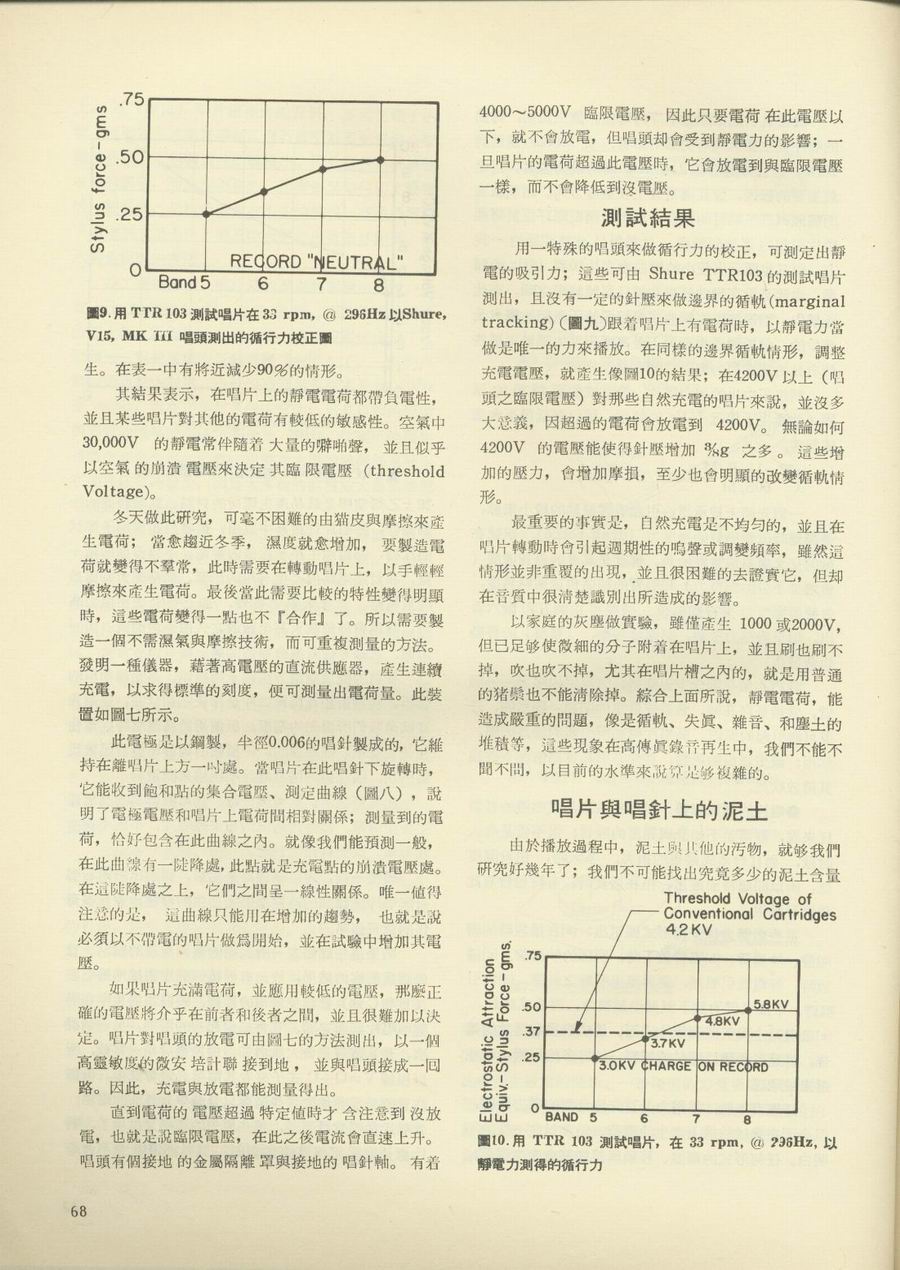 .75
.50
.25
0
Stylus force-gms
RECORD "NEUTRAL"
Band 5 6 7 8
圖9.用 TTR 103 測試唱片在 33 rpm, @ 296Hz 以Shure,
V15, MK III 唱頭測出的循行力校正圖
生。在表一中有將近減少90%的情形。
其結果表示，在唱片上的靜電電荷都帶負電性，
並且某些唱片對其他的電荷有較低的敏感性。空氣中
30,000V 的靜電常伴隨着大量的噼啪聲，並且似乎
以空氣的崩潰電壓來決定其臨限電壓 (threshold
Voltage)。
冬天做此研究，可毫不困難的由猫皮與摩擦來產
生電荷；當愈趨近冬季，濕度就愈增加，要製造電
荷就變得不羣常，此時需要在轉動唱片上，以手輕輕
摩擦來產生電荷。最後當此需要比較的特性變得明顯
時，這些電荷變得一點也不『合作』了。所以需要製
造一個不需濕氣與摩擦技術，而可重複測量的方法。
發明一種儀器，藉著高電壓的直流供應器，產生連續
充電，以求得標準的刻度，便可測量出電荷量。此裝
置如圖七所示。
此電極是以鋼製，半徑0.006的唱針製成的，它維
持在離唱片上方一吋處。當唱片在此唱針下旋轉時，
它能收到飽和點的集合電壓、測定曲線（圖八），說
明了電極電壓和唱片上電荷間相對關係；測量到的電
荷，恰好包含在此曲線之內。就像我們能預測一般，
在此曲線有一陡降處，此點就是充電點的崩潰電壓處。
在這陡降處之上，它們之間呈一線性關係。唯一値得
注意的是，這曲線只能用在增加的趨勢，也就是說
必須以不帶電的唱片做爲開始，並在試驗中增加其電
壓。
如果唱片充滿電荷，並應用較低的電壓，那麽正
確的電壓將介乎在前者和後者之間，並且很難加以決
定。唱片對唱頭的放電可由圖七的方法測出，以一個
高靈敏度的微安培計聯接到地，並與唱頭接成一回
路。因此，充電與放電都能測量得出。
直到電荷的電壓超過特定値時才含注意到沒放
電，也就是說臨限電壓，在此之後電流會直速上升。
唱頭有個接地的金屬隔離罩與接地的唱針軸。有着
4000～5000V 臨限電壓，因此只要電荷在此電壓以
下，就不會放電，但唱頭却會受到靜電力的影響；一
旦唱片的電荷超過此電壓時，它會放電到與臨限電壓
一樣，而不會降低到沒電壓。
測試結果
用一特殊的唱頭來做循行力的校正，可測定出靜
電的吸引力；這些可由 Shure TTR103 的測試唱片
測出，且沒有一定的針壓來做邊界的循軌(marginal
tracking)(圖九)跟着唱片上有電荷時，以靜電力當
做是唯一的力來播放。在同樣的邊界循軌情形，調整
充電電壓，就產生像圖10的結果；在4200V 以上（唱
頭之臨限電壓）對那些自然充電的唱片來說，並沒多
大意義，因超過的電荷會放電到 4200V。無論如何
4200V 的電壓能使得針壓增加 ⅜g 之多。這些增
加的壓力，會增加摩損，至少也會明顯的改變循軌情
形。
最重要的事實是，自然充電是不均匀的，並且在
唱片轉動時會引起週期性的鳴聲或調變頻率，雖然這
情形並非重覆的出現，並且很困難的去證實它，但却
在音質中很清楚識別出所造成的影響。
以家庭的灰塵做實驗，雖僅產生 1000 或2000V，
但已足够使微細的分子附着在唱片上，並且刷也刷不
掉，吹也吹不掉，尤其在唱片槽之內的，就是用普通
的猪鬃也不能清除掉。綜合上面所說，靜電電荷，能
造成嚴重的問題，像是循軌、失眞、雜音、和塵土的
堆積等，這些現象在高傳眞錄音再生中，我們不能不
聞不問，以目前的水準來說算是够複雜的。
唱片與唱針上的泥土
由於播放過程中，泥土與其他的汚物，就够我們
研究好幾年了；我們不可能找出究竟多少的泥土含量
Threshold Voltage of
Conventional Cartridges
4.2 KV
Electrostatic Attraction
Equiv.-Stylus Force-gms.
.75
.50
.37
.25
0
5.8KV
4.8KV
3.7KV
3.0KV CHARGE ON RECORD
BAND 5 6 7 8
圖10.用 TTR 103 測試唱片，在 33 rpm, @ 296Hz, 以
靜電力測得的循行力
68